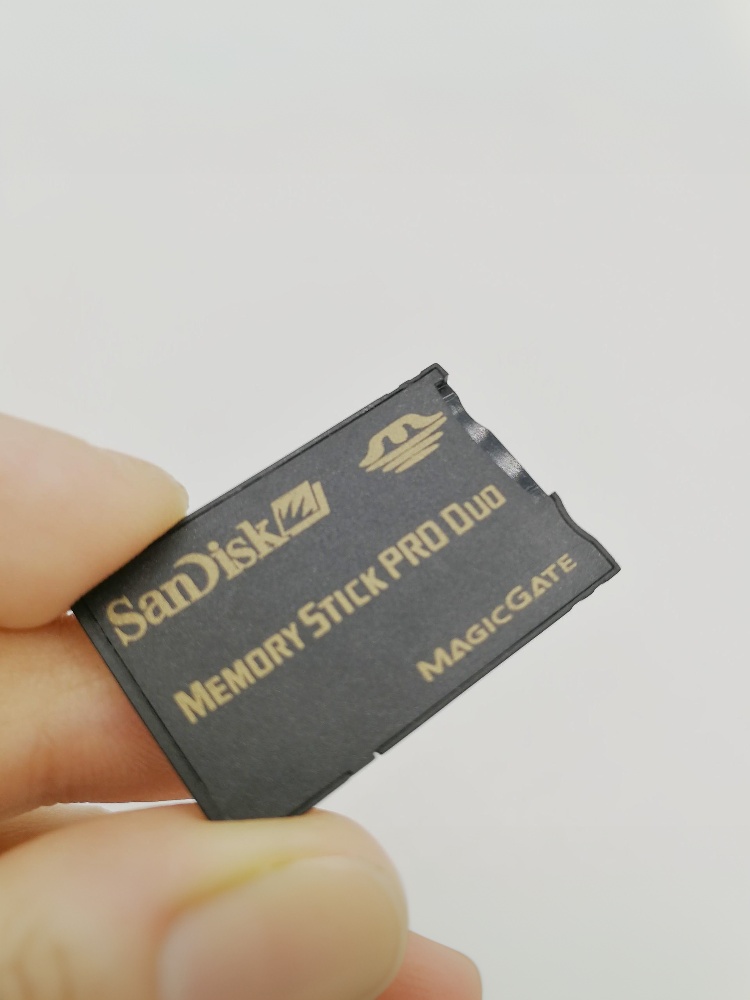 SanDisk
MEMORY STICK PRO DUO
MAGICGATE